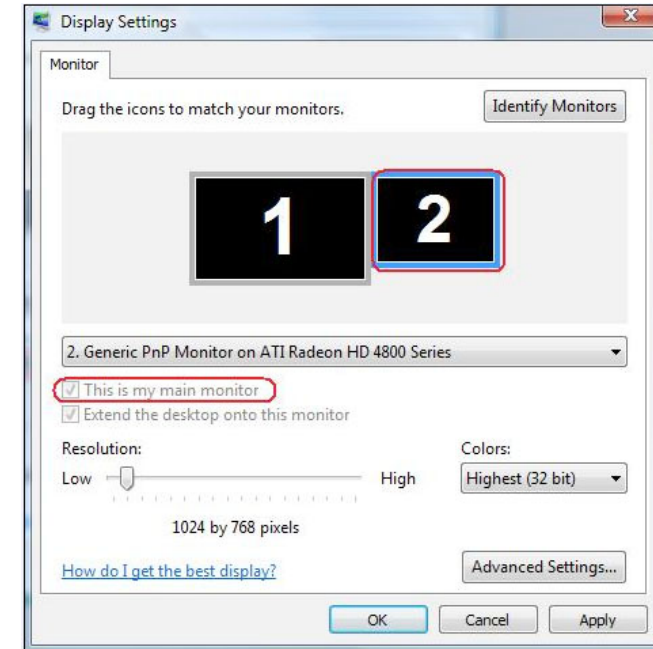 Display Settings
Monitor
Drag the icons to match your monitors.
Identify Monitors
1
2
2. Generic PnP Monitor on ATI Radeon HD 4800 Series
This is my main monitor
Extend the desktop onto this monitor
Resolution:
Colors:
Low
High
Highest (32 bit)
1024 by 768 pixels
How do I get the best display?
Advanced Settings...
OK
Cancel
Apply